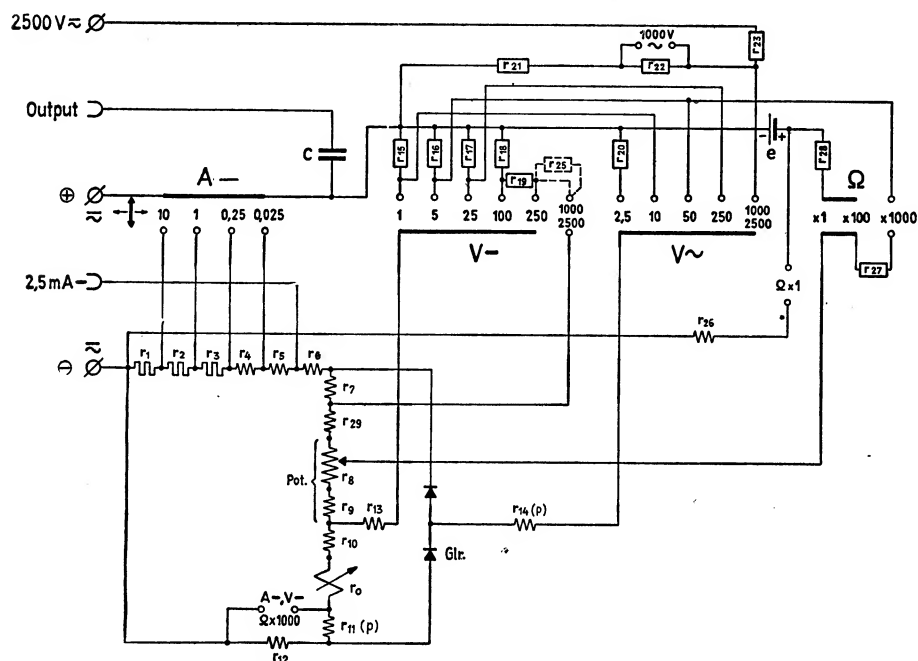 2500 V ≂
1000 V
∼
r23
r21
r22
Output
C
- e +
r15
r16
r17
r18
r25
r20
r28
A –
r19
Ω
⊕ ≂
10 1 0,25 0,025
1 5 25 100 250 1000
2500
2,5 10 50 250 1000
2500
x1 x100 x1000
V –
V∼
r27
2,5 mA –
Ω x1
r26
⊖ ≂
r1 r2 r3 r4 r5 r6
r7
r29
Pot.
r8
r9
r13
r14 (p)
r10
Glr.
r0
A –, V –
Ω x 1000
r11 (p)
r12